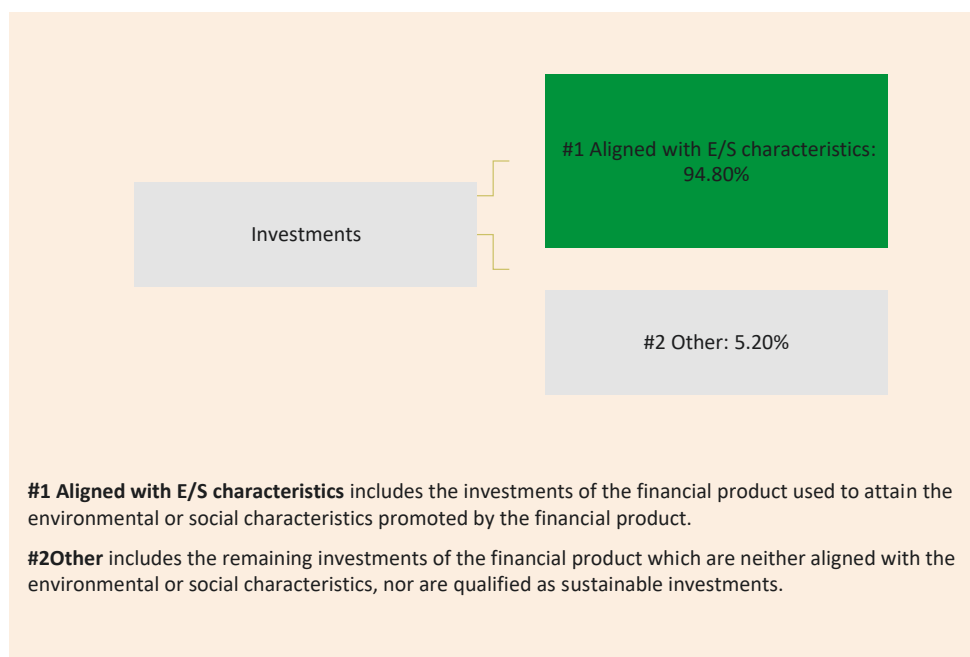 #1 Aligned with E/S characteristics:
94.80%
Investments
#2 Other: 5.20%
#1 Aligned with E/S characteristics includes the investments of the financial product used to attain the
environmental or social characteristics promoted by the financial product.
#2Other includes the remaining investments of the financial product which are neither aligned with the
environmental or social characteristics, nor are qualified as sustainable investments.